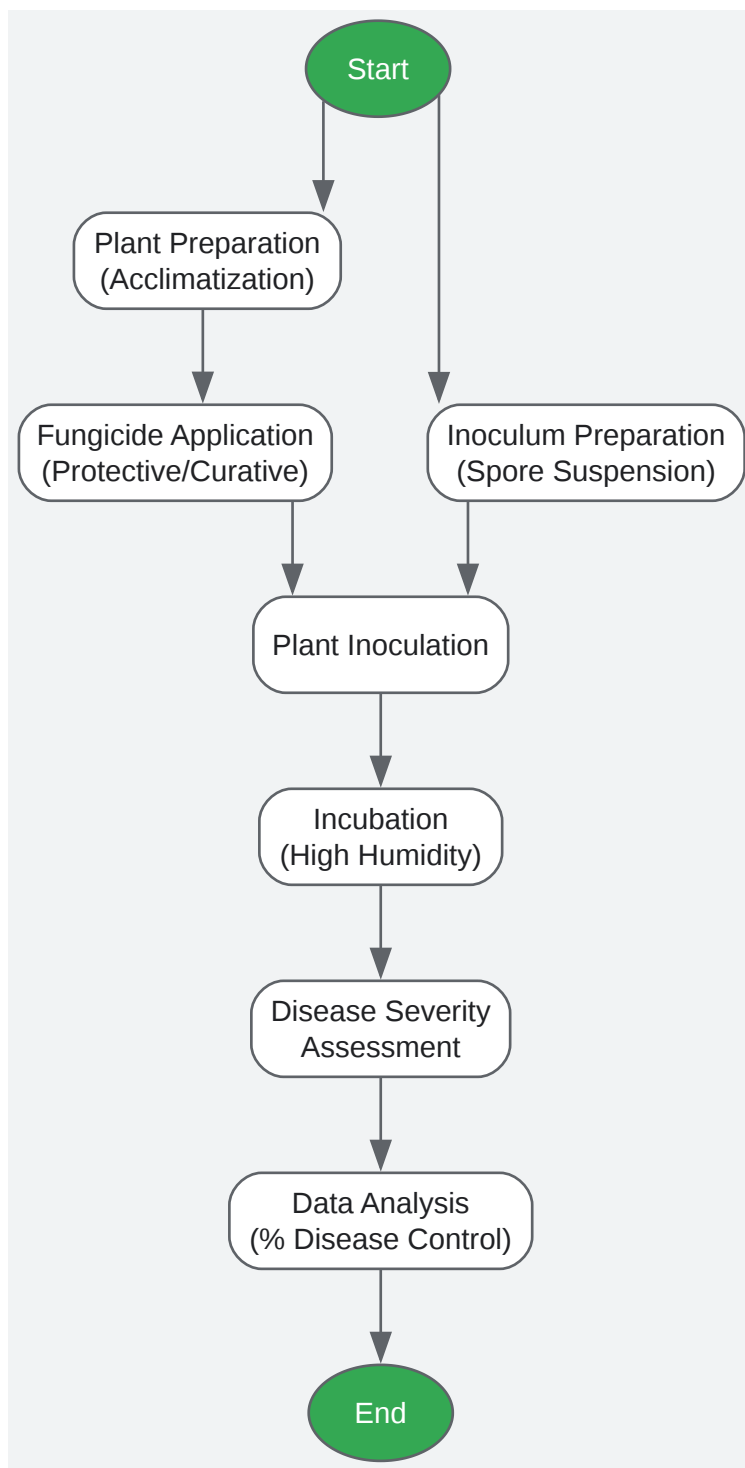 Start
Plant Preparation
(Acclimatization)
Fungicide Application
(Protective/Curative)
Inoculum Preparation
(Spore Suspension)
Plant Inoculation
Incubation
(High Humidity)
Disease Severity
Assessment
Data Analysis
(% Disease Control)
End